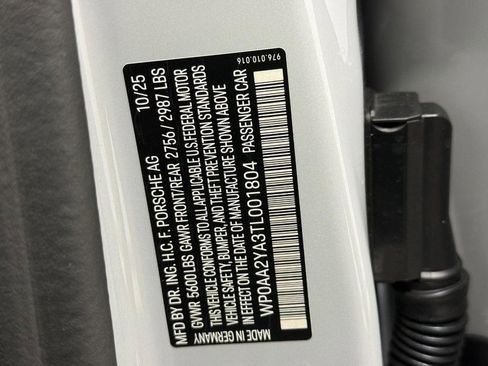 976.010.016
MFD BY DR. ING. H.C. F. PORSCHE AG 10/25
GVWR 5600 LBS GAWR FRONT/REAR 2756/2987 LBS
VEHICLE CONFORMS TO ALL APPLICABLE U.S.FEDERAL MOTOR
VEHICLE SAFETY, BUMPER, AND THEFT PREVENTION STANDARDS
IN EFFECT ON THE DATE OF MANUFACTURE SHOWN ABOVE
WP0AA2YA3TL001804 PASSENGER CAR
MADE IN GERMANY